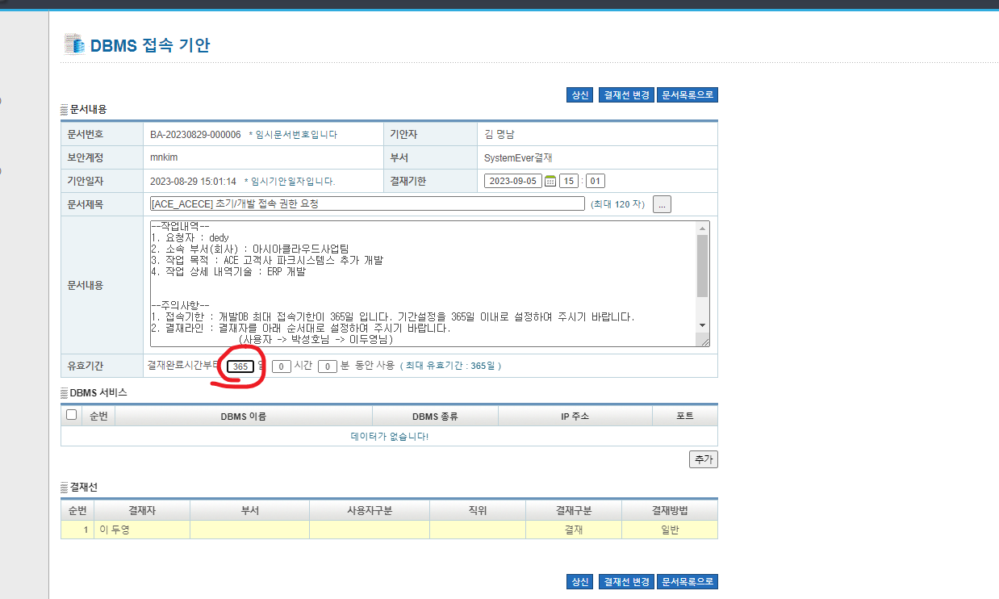 DBMS 접속 기안
상신 결재선 변경 문서목록으로
문서내용
문서번호 BA-20230829-000006 * 임시문서번호입니다 기안자 김 명남
보안계정 mnkim 부서 SystemEver결재
기안일자 2023-08-29 15:01:14 * 임시기안일자입니다. 결재기한 2023-09-05 15 : 01
문서제목 [ACE_ACECE] 초기/개발 접속 권한 요청 (최대 120 자) ...
문서내용
--작업내역--
1. 요청자 : dedy
2. 소속 부서(회사) : 아시아클라우드사업팀
3. 작업 목적 : ACE 고객사 파크시스템스 추가 개발
4. 작업 상세 내역기술 : ERP 개발
--주의사항--
1. 접속기한 : 개발DB 최대 접속기한이 365일 입니다. 기간설정을 365일 이내로 설정하여 주시기 바랍니다.
2. 결재라인 : 결재자를 아래 순서대로 설정하여 주시기 바랍니다.
(사용자 -> 박성호님 -> 이두영님)
유효기간 결재완료시간부터 365 일 0 시간 0 분 동안 사용 ( 최대 유효기간 : 365일 )
DBMS 서비스
순번 DBMS 이름 DBMS 종류 IP 주소 포트
데이터가 없습니다!
추가
결재선
순번 결재자 부서 사용자구분 직위 결재구분 결재방법
1 이 두영 결재 일반
상신 결재선 변경 문서목록으로